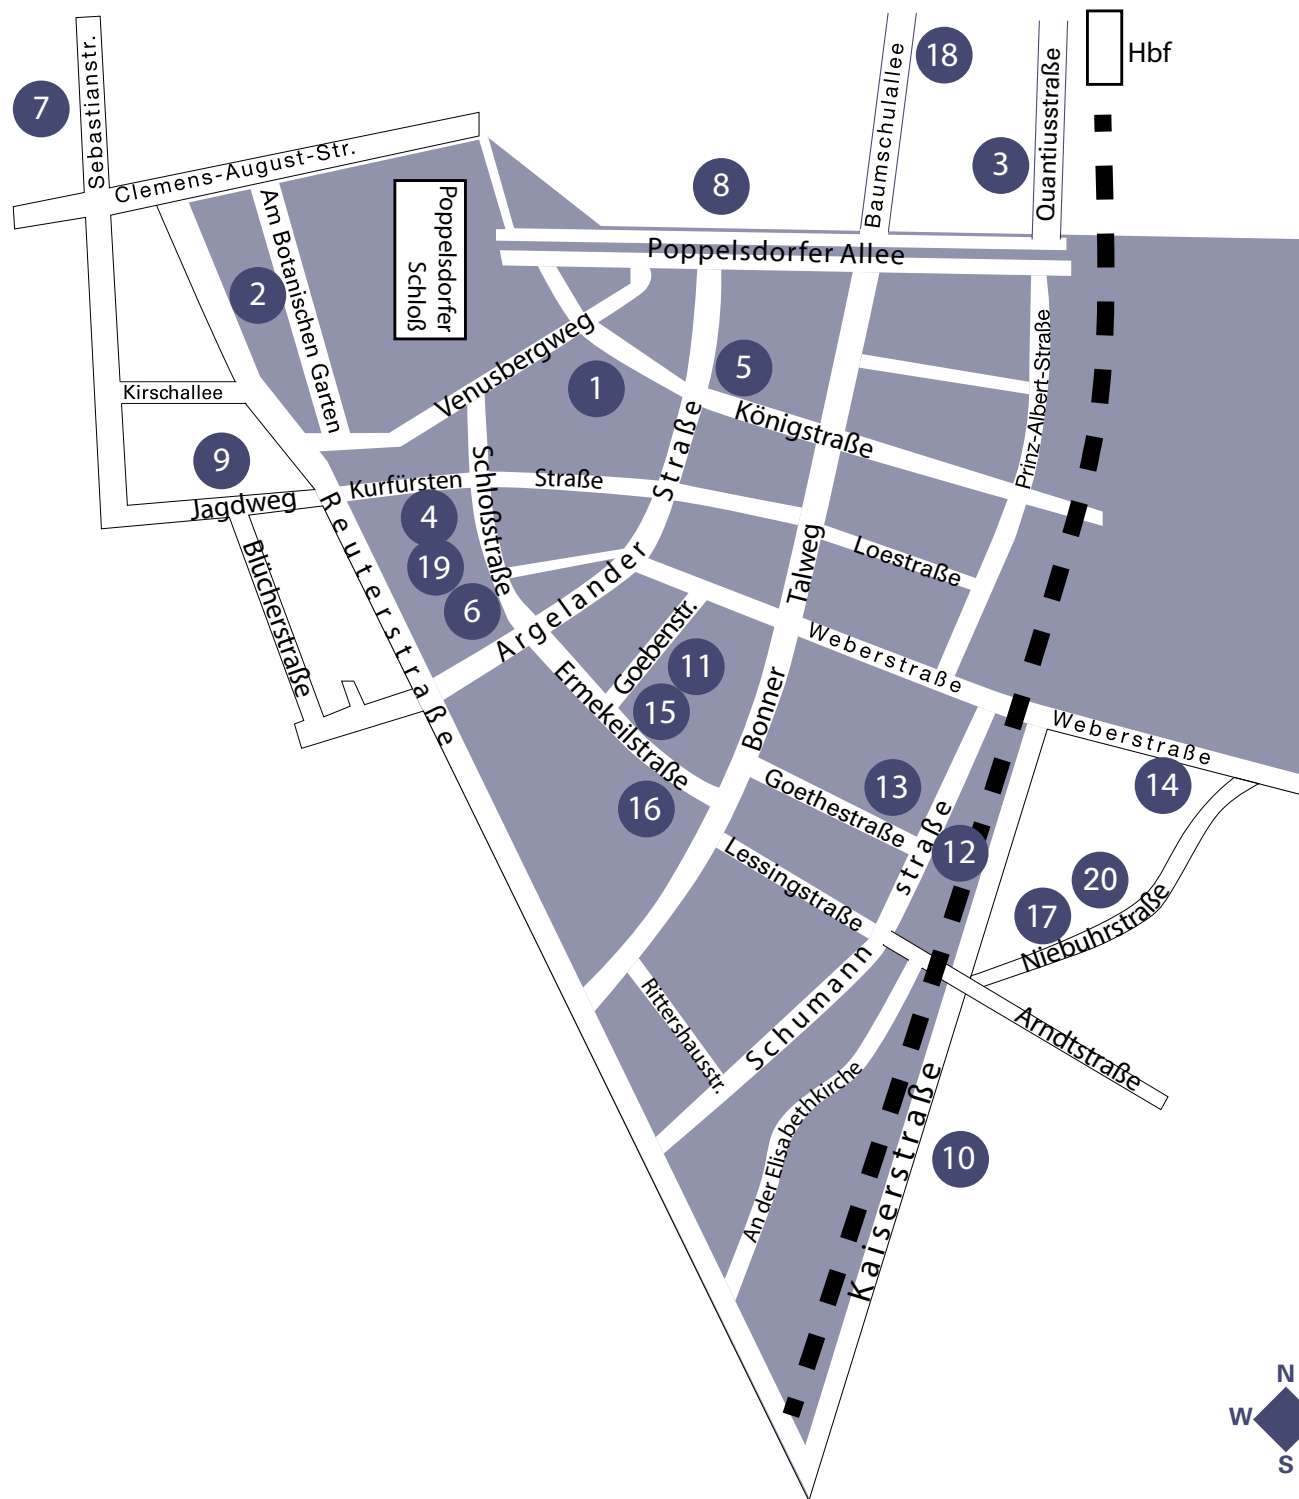 Sebastianstr.
7
Clemens-August-Str.
Am Botanischen Garten
2
Poppelsdorfer
Schloß
8
Baumschulallee
18
3
Quantiusstraße
Hbf
Poppelsdorfer Allee
Venusbergweg
1
5
Königstraße
Prinz-Albert-Straße
Kirschallee
9
Jagdweg
Kurfürsten
Straße
Schloßstraße
4
19
6
Argelander
Straße
Loestraße
Bonner
Talweg
Blücherstraße
Reuterstraße
Goebenstr.
11
15
Ermekeilstraße
16
Weberstraße
Weberstraße
14
Goethestraße
13
12
Lessingstraße
Schumann
straße
20
17
Niebuhrstraße
Arndtstraße
Rittershausstr.
An der Elisabethkirche
Kaiserstraße
10
N
W
S